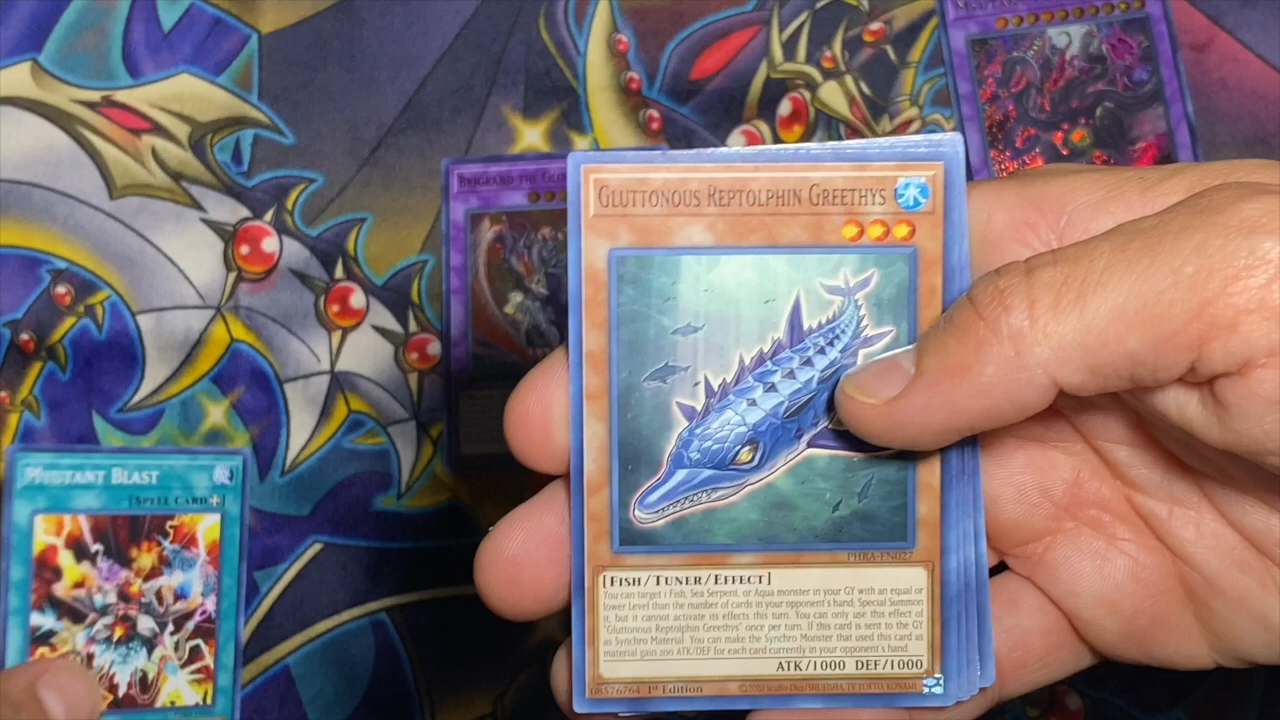 MYUTANT
BRIGRAND THE GLO
GLUTTONOUS REPTOLPHIN GREETHYS
水
PHRA-EN027
[FISH/TUNER/EFFECT]
You can target 1 Fish, Sea Serpent, or Aqua monster in your GY with an equal or
lower Level than the number of cards in your opponent's hand; Special Summon
it, but it cannot activate its effects this turn. You can only use this effect of
"Gluttonous Reptolphin Greethys" once per turn. If this card is sent to the GY
as Synchro Material: You can make the Synchro Monster that used this card as
material gain 200 ATK/DEF for each card currently in your opponent's hand.
ATK/1000 DEF/1000
08576764 1st Edition
©2020 Studio Dice/SHUEISHA, TV TOKYO, KONAMI
MYUTANT BLAST
[SPELL CARD]